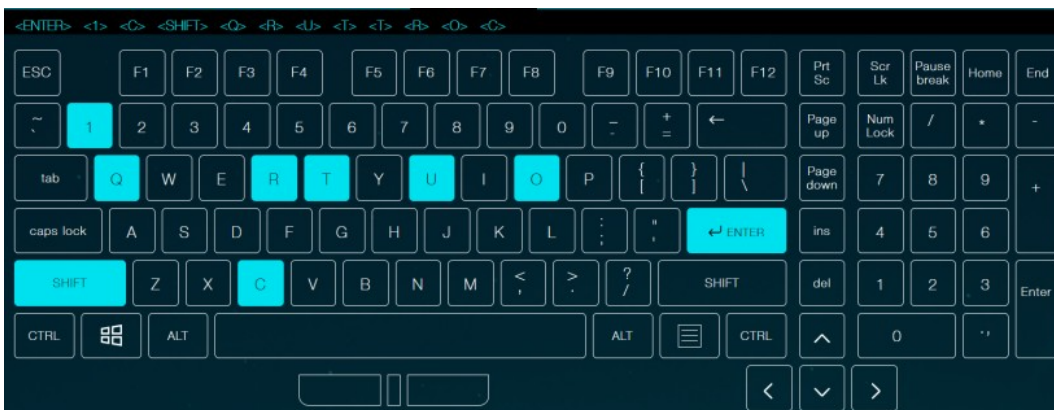 <ENTER> <1> <C> <SHIFT> <Q> <R> <U> <T> <T> <R> <O> <C>
ESC F1 F2 F3 F4 F5 F6 F7 F8 F9 F10 F11 F12 Prt Sc Scr Lk Pause break Home End
~ ` 1 2 3 4 5 6 7 8 9 0 _ - + = ← Page up Num Lock / * -
tab Q W E R T Y U I O P { [ } ] | \ Page down 7 8 9 +
caps lock A S D F G H J K L : ; " ' ↵ ENTER ins 4 5 6
SHIFT Z X C V B N M < , > . ? / SHIFT del 1 2 3 Enter
CTRL ALT ALT CTRL ^ 0 . ,
< v >